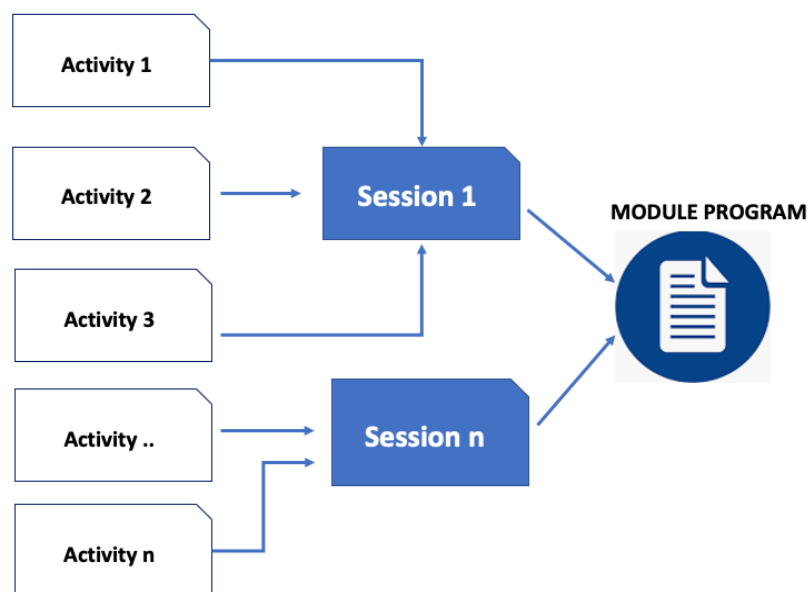 Activity 1
Activity 2
Session 1
MODULE PROGRAM
Activity 3
Activity ..
Session n
Activity n